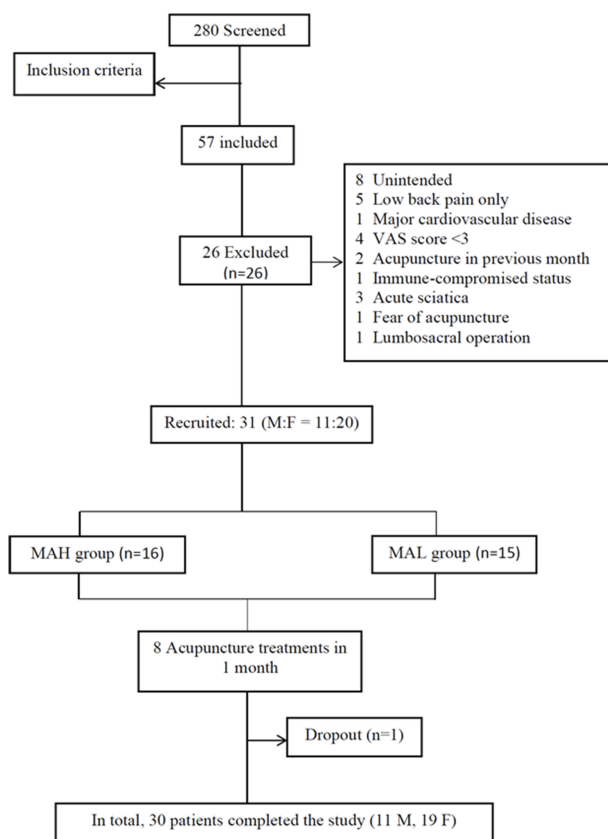 280 Screened
Inclusion criteria
57 included
26 Excluded
(n=26)
8 Unintended
5 Low back pain only
1 Major cardiovascular disease
4 VAS score <3
2 Acupuncture in previous month
1 Immune-compromised status
3 Acute sciatica
1 Fear of acupuncture
1 Lumbosacral operation
Recruited: 31 (M:F = 11:20)
MAH group (n=16)
MAL group (n=15)
8 Acupuncture treatments in
1 month
Dropout (n=1)
In total, 30 patients completed the study (11 M, 19 F)